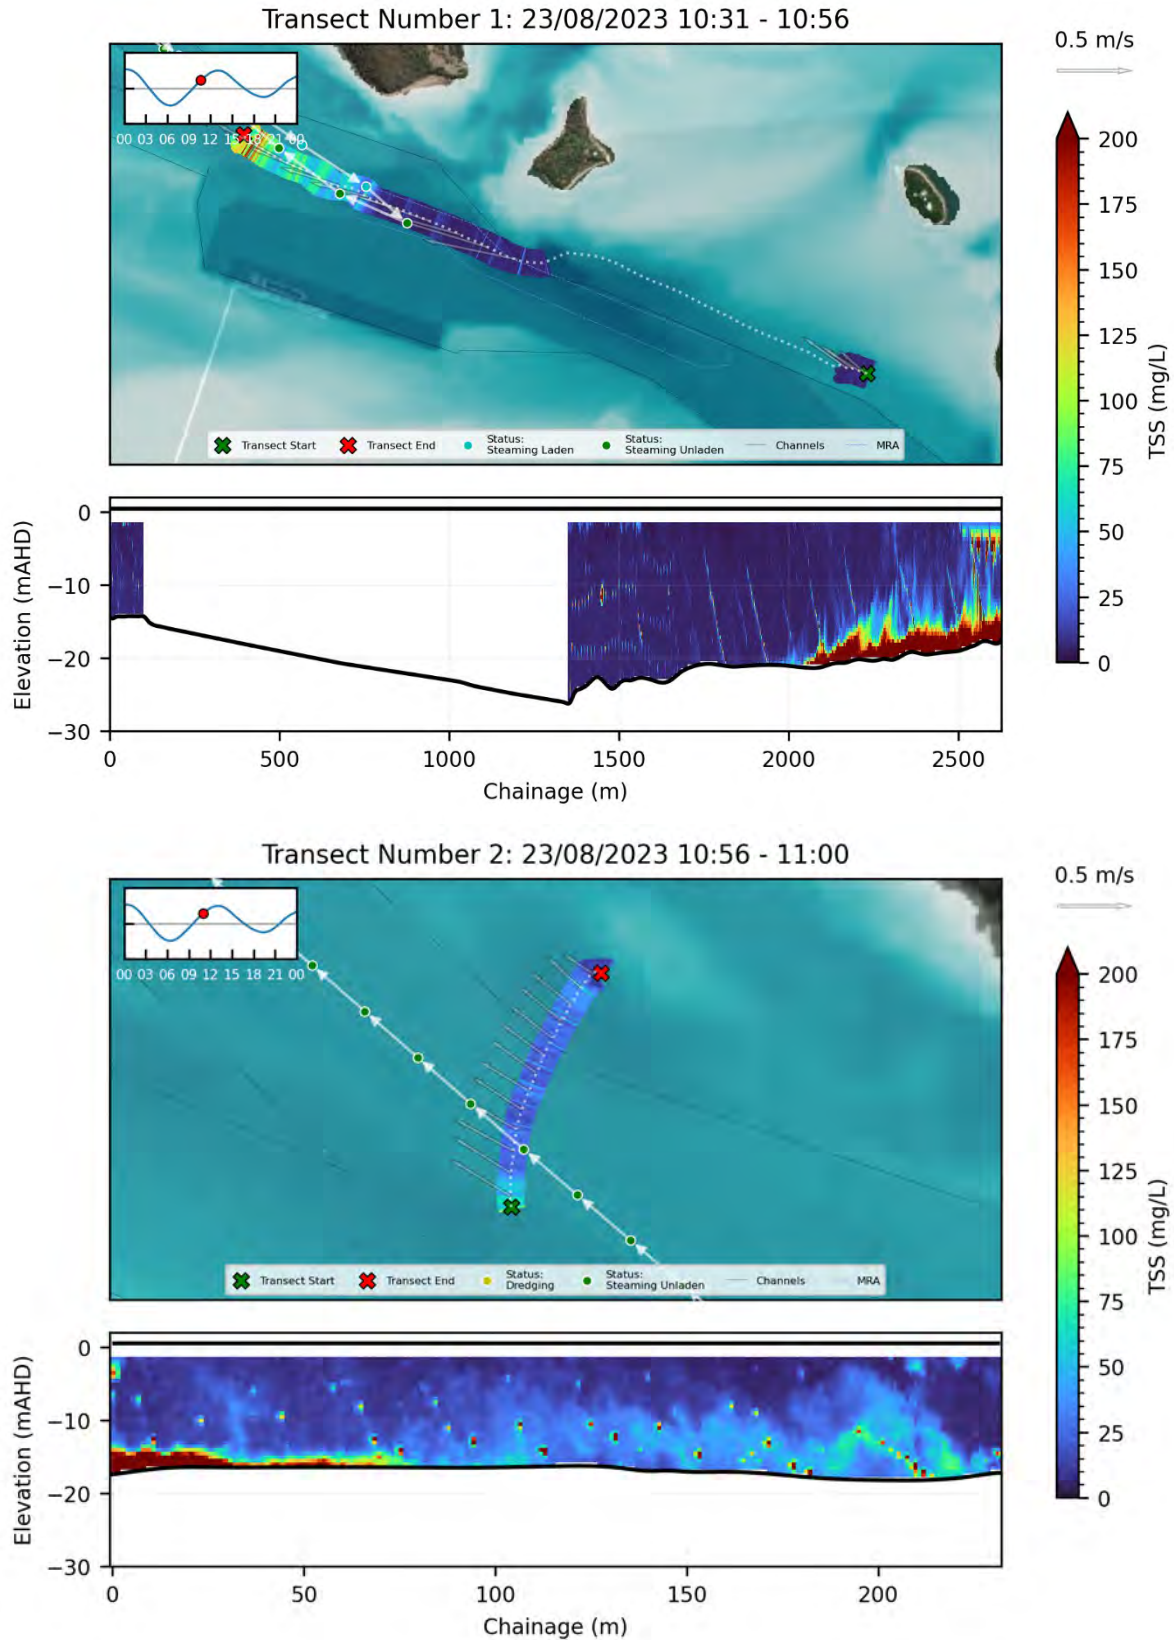 Transect Number 1: 23/08/2023 10:31 - 10:56
0.5 m/s
00 03 06 09 12 15 18 21 00
Transect Start
Transect End
Status:
Steaming Laden
Status:
Steaming Unladen
Channels
MRA
200
175
150
125
100
75
50
25
0
TSS (mg/L)
Elevation (mAHD)
0
−10
−20
−30
0 500 1000 1500 2000 2500
Chainage (m)
Transect Number 2: 23/08/2023 10:56 - 11:00
0.5 m/s
00 03 06 09 12 15 18 21 00
Transect Start
Transect End
Status:
Dredging
Status:
Steaming Unladen
Channels
MRA
200
175
150
125
100
75
50
25
0
TSS (mg/L)
Elevation (mAHD)
0
−10
−20
−30
0 50 100 150 200
Chainage (m)